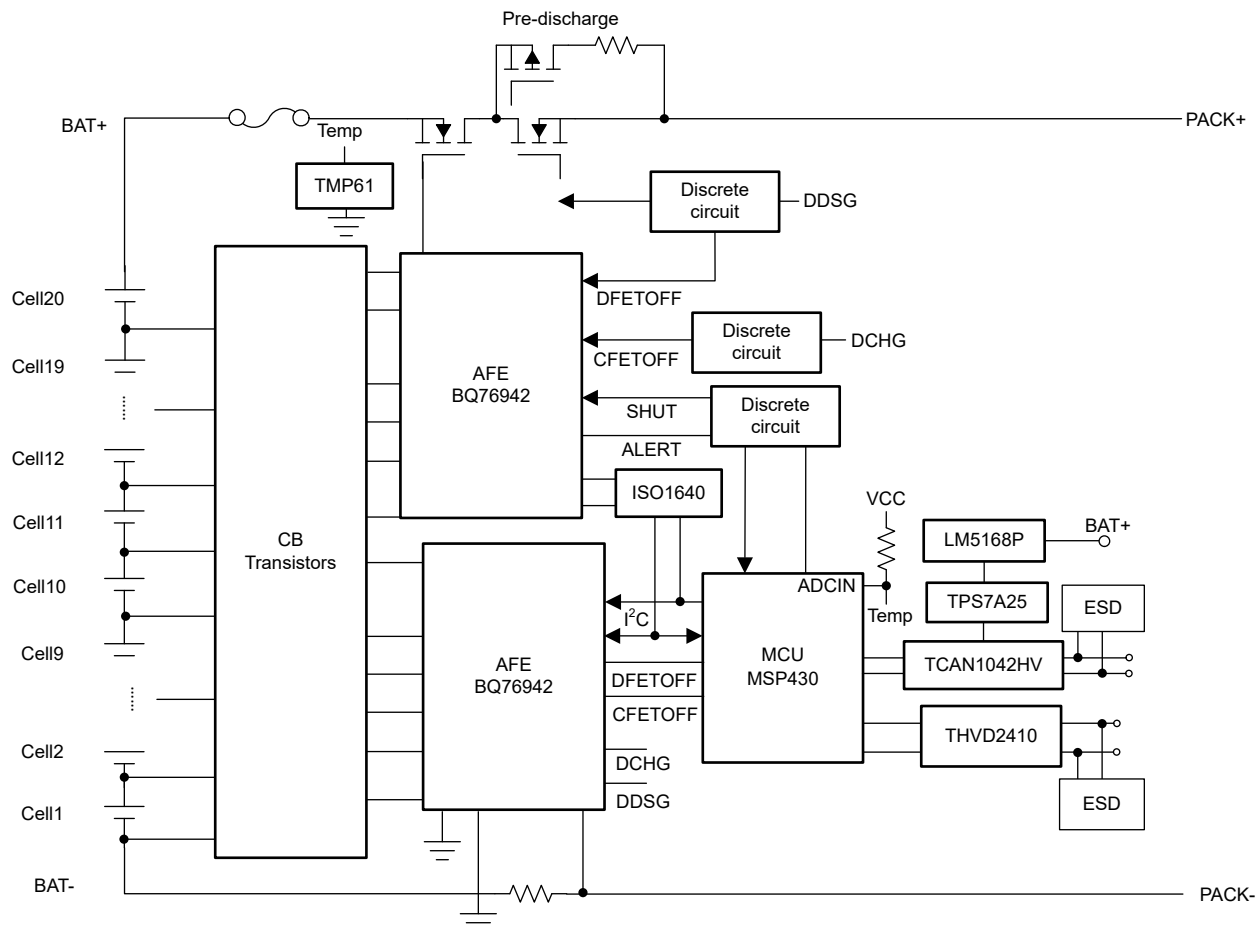 Pre-discharge
BAT+
Temp
PACK+
TMP61
Discrete
circuit
DDSG
Cell20
DFETOFF
Discrete
circuit
DCHG
CFETOFF
Cell19
AFE
BQ76942
SHUT
Discrete
circuit
ALERT
Cell12
ISO1640
VCC
Cell11
CB
Transistors
LM5168P
BAT+
Cell10
ADCIN
TPS7A25
ESD
I²C
Temp
Cell9
AFE
BQ76942
MCU
MSP430
TCAN1042HV
DFETOFF
CFETOFF
THVD2410
Cell2
DCHG
DDSG
Cell1
ESD
BAT-
PACK-